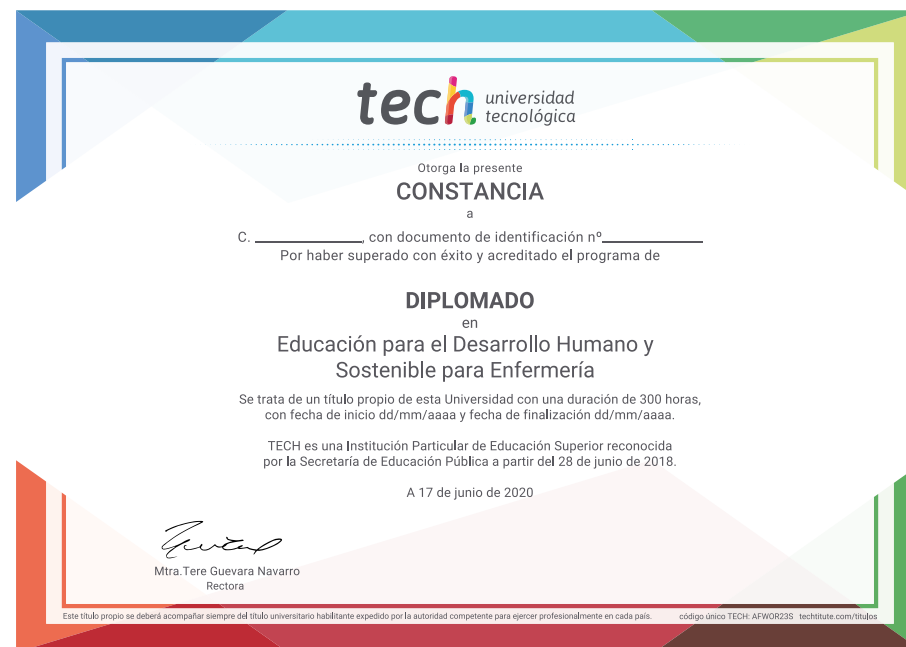 tech universidad
tecnológica
Otorga la presente
CONSTANCIA
a
C. ______________, con documento de identificación nº_____________
Por haber superado con éxito y acreditado el programa de
DIPLOMADO
en
Educación para el Desarrollo Humano y
Sostenible para Enfermería
Se trata de un título propio de esta Universidad con una duración de 300 horas,
con fecha de inicio dd/mm/aaaa y fecha de finalización dd/mm/aaaa.
TECH es una Institución Particular de Educación Superior reconocida
por la Secretaría de Educación Pública a partir del 28 de junio de 2018.
A 17 de junio de 2020
Mtra.Tere Guevara Navarro
Rectora
Este título propio se deberá acompañar siempre del título universitario habilitante expedido por la autoridad competente para ejercer profesionalmente en cada país. código único TECH: AFWOR23S techtitute.com/titulos